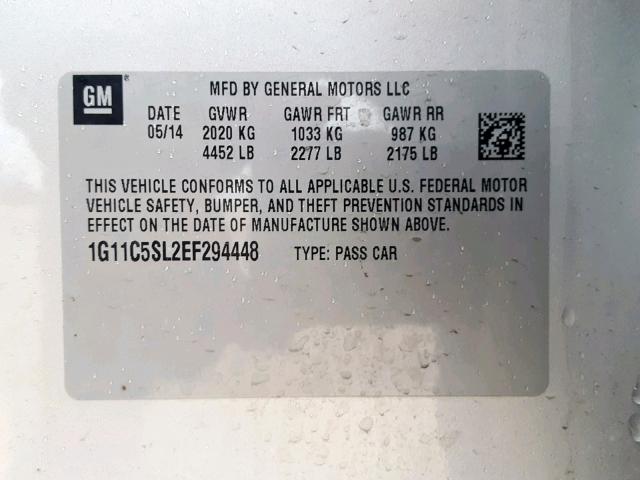 GM ®
MFD BY GENERAL MOTORS LLC
DATE GVWR GAWR FRT GAWR RR
05/14 2020 KG 1033 KG 987 KG
4452 LB 2277 LB 2175 LB
THIS VEHICLE CONFORMS TO ALL APPLICABLE U.S. FEDERAL MOTOR
VEHICLE SAFETY, BUMPER, AND THEFT PREVENTION STANDARDS IN
EFFECT ON THE DATE OF MANUFACTURE SHOWN ABOVE.
1G11C5SL2EF294448 TYPE: PASS CAR